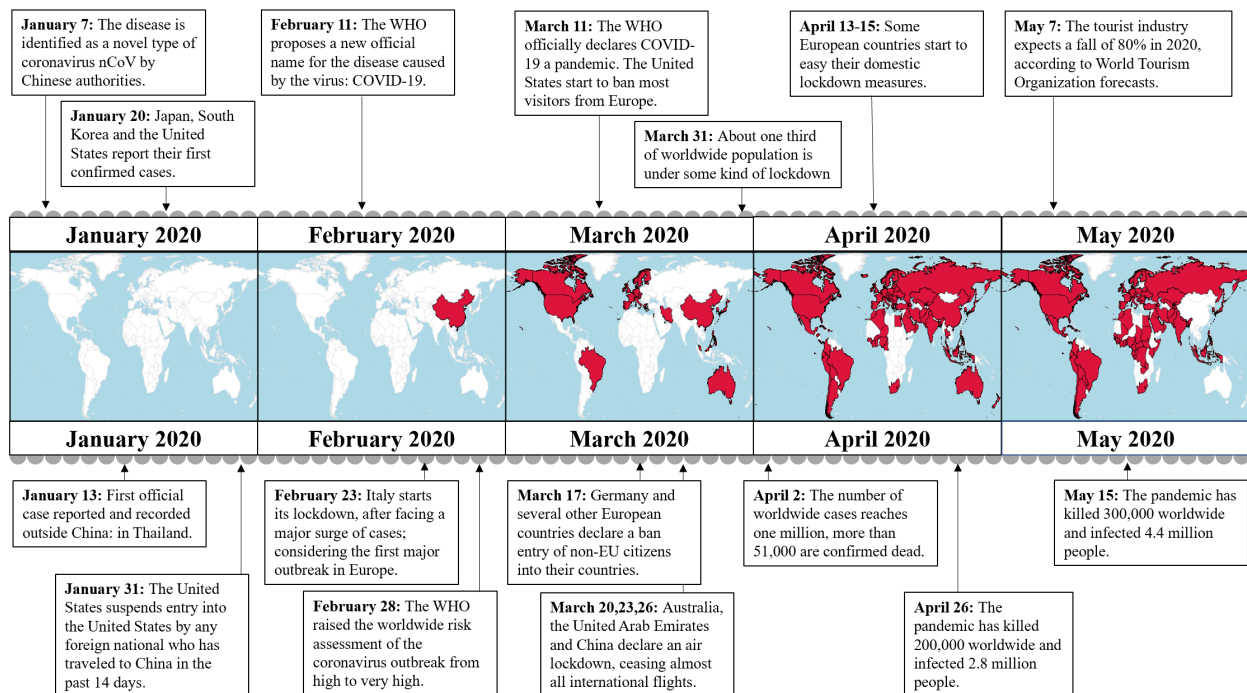 January 7: The disease is
identified as a novel type of
coronavirus nCoV by
Chinese authorities.
January 20: Japan, South
Korea and the United
States report their first
confirmed cases.
February 11: The WHO
proposes a new official
name for the disease caused
by the virus: COVID-19.
March 11: The WHO
officially declares COVID-
19 a pandemic. The United
States start to ban most
visitors from Europe.
March 31: About one third
of worldwide population is
under some kind of lockdown
April 13-15: Some
European countries start to
easy their domestic
lockdown measures.
May 7: The tourist industry
expects a fall of 80% in 2020,
according to World Tourism
Organization forecasts.
January 2020
February 2020
March 2020
April 2020
May 2020
January 2020
February 2020
March 2020
April 2020
May 2020
January 13: First official
case reported and recorded
outside China: in Thailand.
January 31: The United
States suspends entry into
the United States by any
foreign national who has
traveled to China in the
past 14 days.
February 23: Italy starts
its lockdown, after facing a
major surge of cases;
considering the first major
outbreak in Europe.
February 28: The WHO
raised the worldwide risk
assessment of the
coronavirus outbreak from
high to very high.
March 17: Germany and
several other European
countries declare a ban
entry of non-EU citizens
into their countries.
March 20,23,26: Australia,
the United Arab Emirates
and China declare an air
lockdown, ceasing almost
all international flights.
April 2: The number of
worldwide cases reaches
one million, more than
51,000 are confirmed dead.
April 26: The
pandemic has killed
200,000 worldwide and
infected 2.8 million
people.
May 15: The pandemic has
killed 300,000 worldwide
and infected 4.4 million
people.